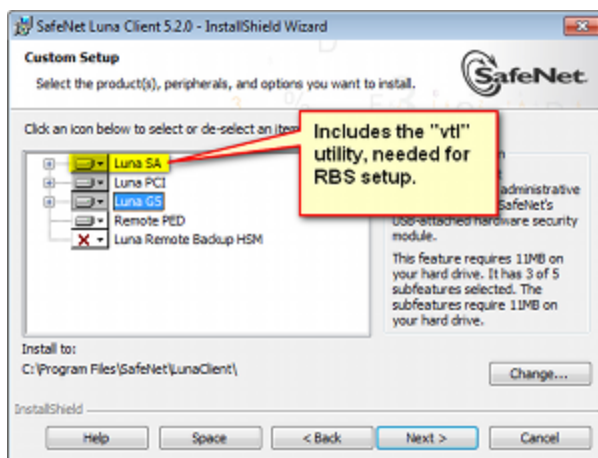 SafeNet Luna Client 5.2.0 - InstallShield Wizard
Custom Setup
Select the product(s), peripherals, and options you want to install.
SafeNet
Click an icon below to select or de-select an item
Includes the "vtl"
utility, needed for
RBS setup.
Luna SA
Luna PCI
Luna G5
Remote PED
Luna Remote Backup HSM
administrative
SafeNet's
USB-attached hardware security
module.
This feature requires 11MB on
your hard drive. It has 3 of 5
subfeatures selected. The
subfeatures require 11MB on
your hard drive.
Install to:
C:\Program Files\SafeNet\LunaClient\
Change...
InstallShield
Help
Space
< Back
Next >
Cancel